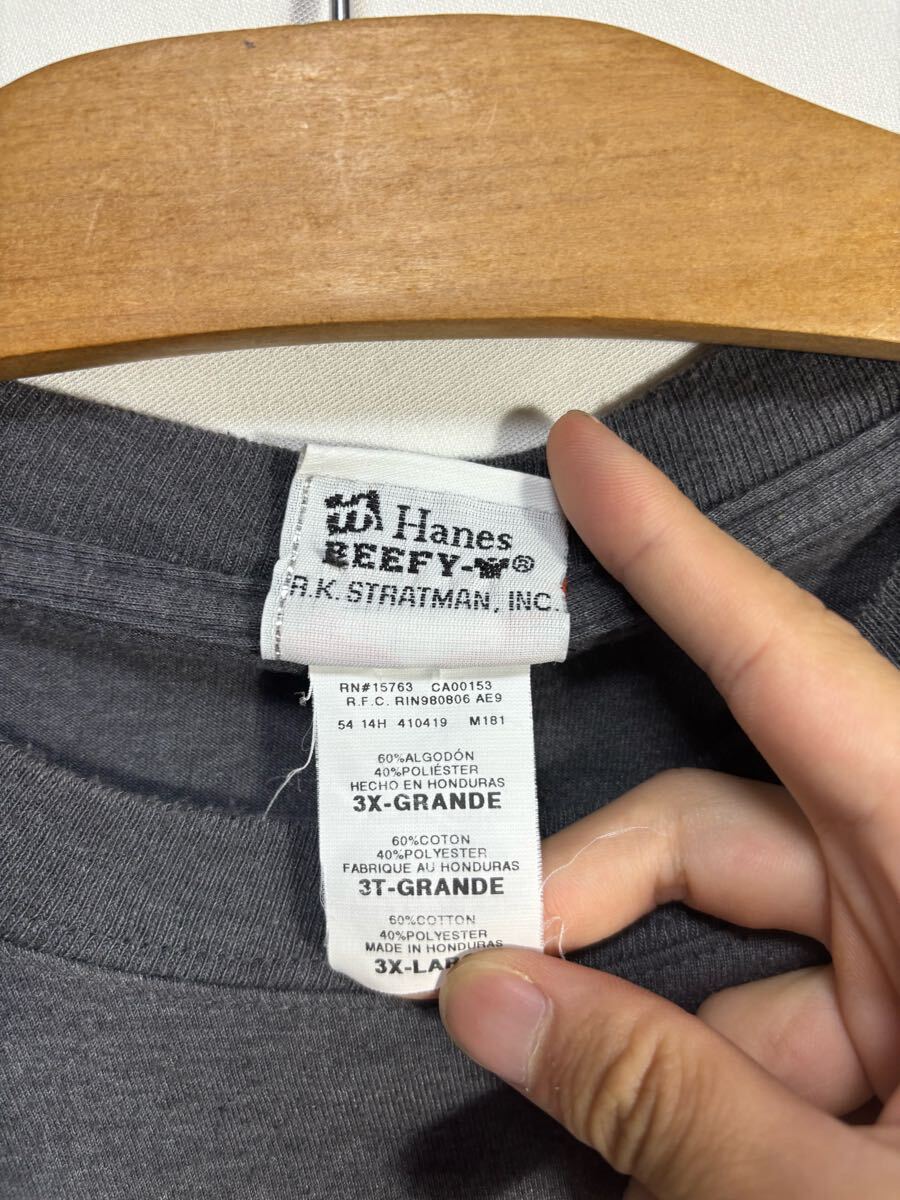 Hanes
BEEFY-®
R.K. STRATMAN, INC.
RN#15763 CA00153
R.F.C. RIN980806 AE9
54 14H 410419 M181
60%ALGODÓN
40%POLIÉSTER
HECHO EN HONDURAS
3X-GRANDE
60%COTON
40%POLYESTER
FABRIQUE AU HONDURAS
3T-GRANDE
60%COTTON
40%POLYESTER
MADE IN HONDURAS